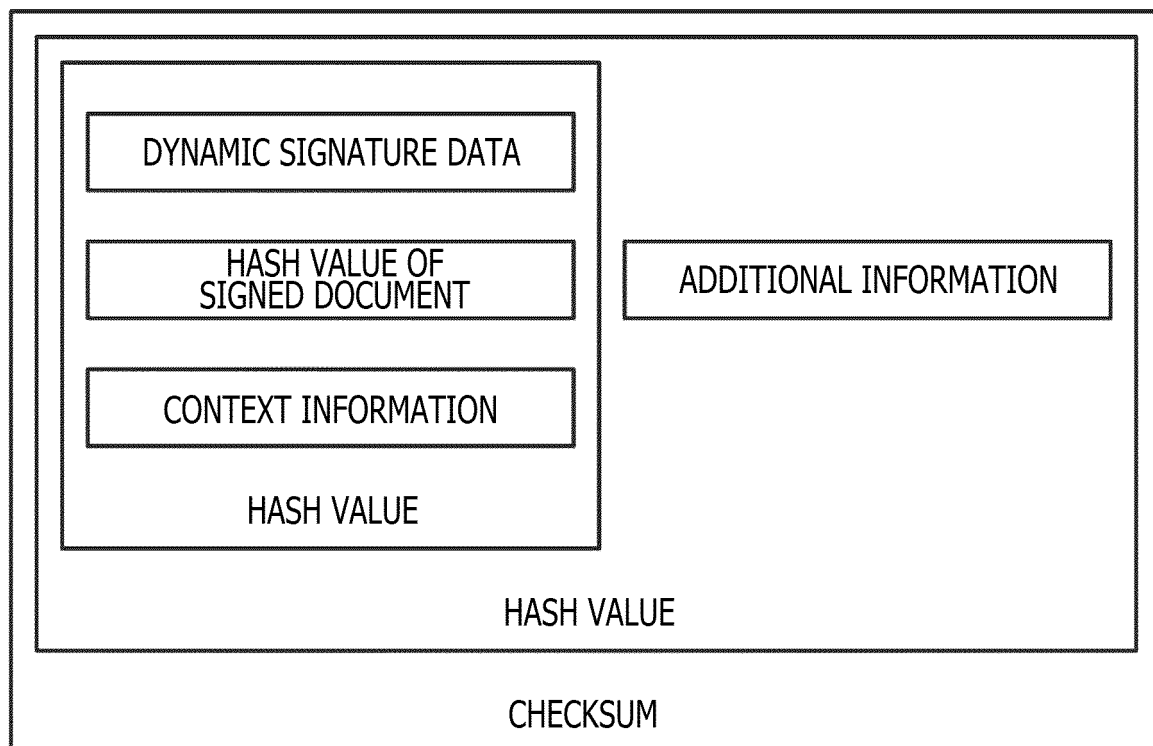 DYNAMIC SIGNATURE DATA
HASH VALUE OF
SIGNED DOCUMENT
CONTEXT INFORMATION
HASH VALUE
ADDITIONAL INFORMATION
HASH VALUE
CHECKSUM